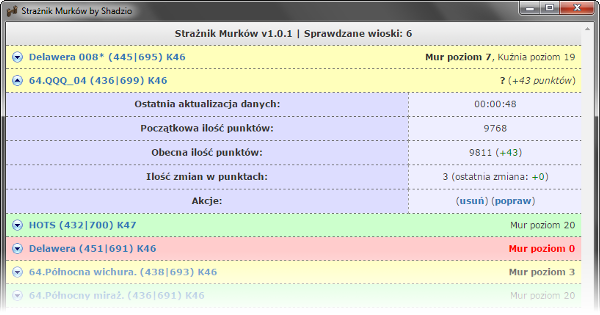 Strażnik Murków by Shadzio
Strażnik Murków v1.0.1 | Sprawdzane wioski: 6
Delawera 008* (445|695) K46 Mur poziom 7, Kuźnia poziom 19
64.QQQ_04 (436|699) K46 ? (+43 punktów)
Ostatnia aktualizacja danych: 00:00:48
Początkowa ilość punktów: 9768
Obecna ilość punktów: 9811 (+43)
Ilość zmian w punktach: 3 (ostatnia zmiana: +0)
Akcje: (usuń) (popraw)
HOTS (432|700) K47 Mur poziom 20
Delawera (451|691) K46 Mur poziom 0
64.Północna wichura. (438|693) K46 Mur poziom 3
64.Północny miraż. (436|691) K46 Mur poziom 20